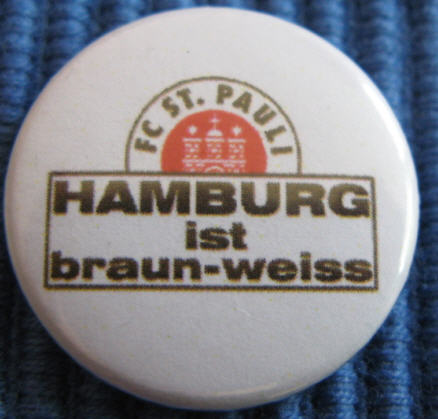 FC ST. PAULI
HAMBURG
ist
braun-weiss